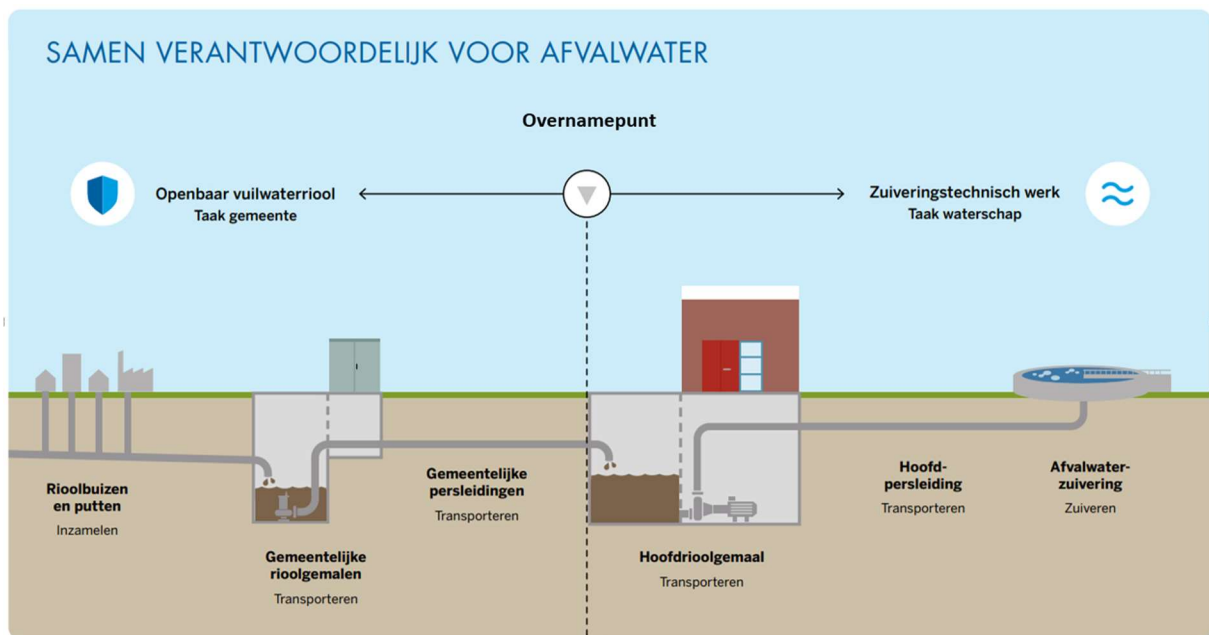 SAMEN VERANTWOORDELIJK VOOR AFVALWATER
Overnamepunt
Openbaar vuilwaterriool
Taak gemeente
Zuiveringstechnisch werk
Taak waterschap
Rioolbuizen
en putten
Inzamelen
Gemeentelijke
rioolgemalen
Transporteren
Gemeentelijke
persleidingen
Transporteren
Hoofdrioolgemaal
Transporteren
Hoofd-
persleiding
Transporteren
Afvalwater-
zuivering
Zuiveren